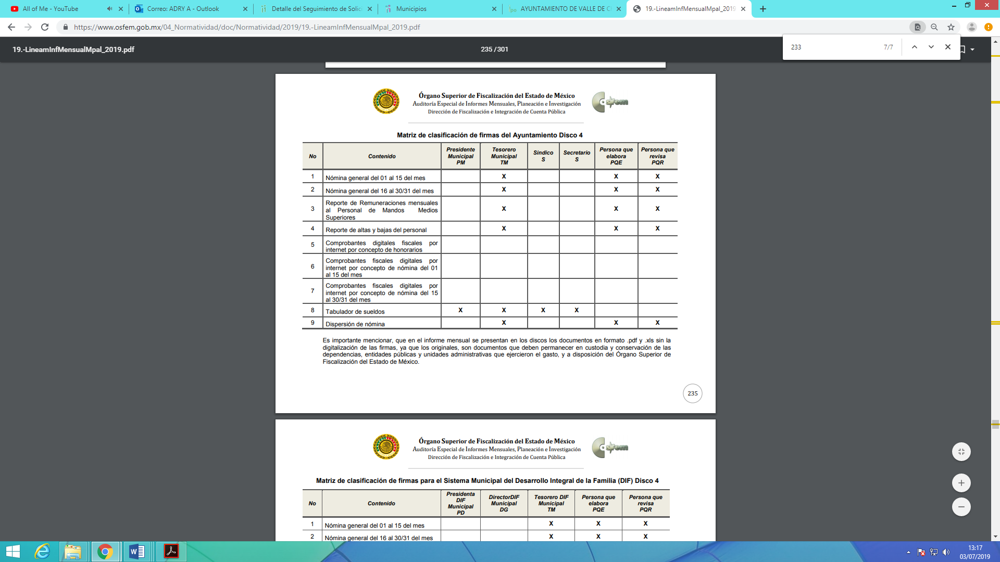 All of Me - YouTube
Correo: ADRY A - Outlook
Detalle del Seguimiento de Solic
Municipios
AYUNTAMIENTO DE VALLE DE C
19.-LineamInfMensualMpal_2019
https://www.osfem.gob.mx/04_Normatividad/doc/Normatividad/2019/19.-LineamInfMensualMpal_2019.pdf
19.-LineamInfMensualMpal_2019.pdf
235 / 301
233
7/7
Órgano Superior de Fiscalización del Estado de México
Auditoría Especial de Informes Mensuales, Planeación e Investigación
Dirección de Fiscalización e Integración de Cuenta Pública
osfem
Matriz de clasificación de firmas del Ayuntamiento Disco 4
No Contenido Presidente Municipal PM Tesorero Municipal TM Sindico S Secretario S Persona que elabora PQE Persona que revisa PQR
1 Nómina general del 01 al 15 del mes X X X
2 Nómina general del 16 al 30/31 del mes X X X
3 Reporte de Remuneraciones mensuales al Personal de Mandos Medios Superiores X X X
4 Reporte de altas y bajas del personal X X X
5 Comprobantes digitales fiscales por internet por concepto de honorarios
6 Comprobantes fiscales digitales por internet por concepto de nómina del 01 al 15 del mes
7 Comprobantes fiscales digitales por internet por concepto de nómina del 15 al 30/31 del mes
8 Tabulador de sueldos X X X X
9 Dispersión de nómina X X X
Es importante mencionar, que en el informe mensual se presentan en los discos los documentos en formato .pdf y .xls sin la
digitalización de las firmas, ya que los originales, son documentos que deben permanecer en custodia y conservación de las
dependencias, entidades públicas y unidades administrativas que ejercieron el gasto, y a disposición del Órgano Superior de
Fiscalización del Estado de México.
235
Órgano Superior de Fiscalización del Estado de México
Auditoría Especial de Informes Mensuales, Planeación e Investigación
Dirección de Fiscalización e Integración de Cuenta Pública
osfem
Matriz de clasificación de firmas para el Sistema Municipal del Desarrollo Integral de la Familia (DIF) Disco 4
No Contenido Presidenta DIF Municipal PD DirectorDIF Municipal DG Tesorero DIF Municipal TM Persona que elabora PQE Persona que revisa PQR
1 Nómina general del 01 al 15 del mes X X X
2 Nómina general del 16 al 30/31 del mes X X X
13:17
03/07/2019